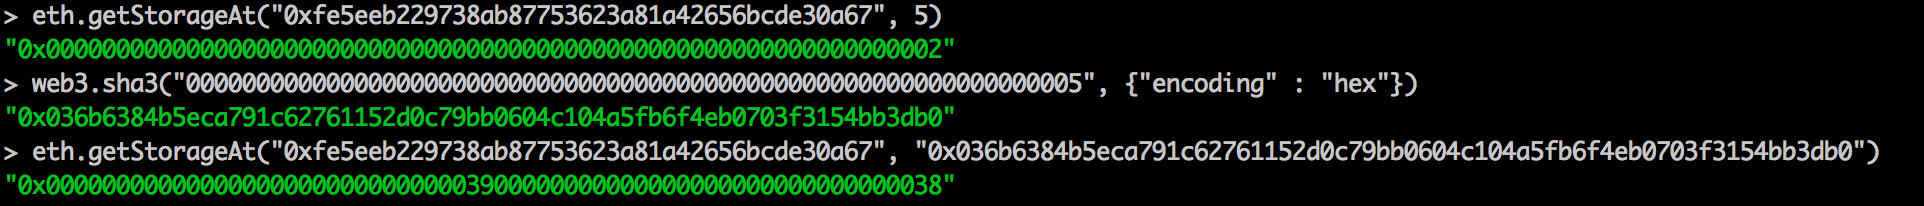 > eth.getStorageAt("0xfe5eeb229738ab87753623a81a42656bcde30a67", 5)
"0x0000000000000000000000000000000000000000000000000000000000000002"
> web3.sha3("0000000000000000000000000000000000000000000000000000000000000005", {"encoding" : "hex"})
"0x036b6384b5eca791c62761152d0c79bb0604c104a5fb6f4eb0703f3154bb3db0"
> eth.getStorageAt("0xfe5eeb229738ab87753623a81a42656bcde30a67", "0x036b6384b5eca791c62761152d0c79bb0604c104a5fb6f4eb0703f3154bb3db0")
"0x0000000000000000000000000000003900000000000000000000000000000038"